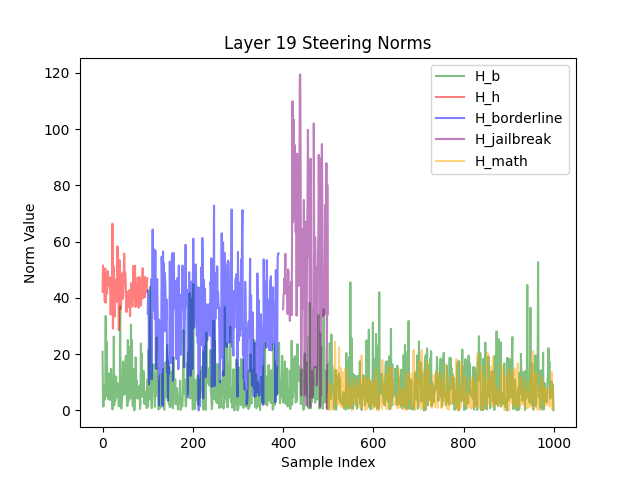 Layer 19 Steering Norms
120
100
80
60
40
20
0
Norm Value
0
200
400
600
800
1000
Sample Index
H_b
H_h
H_borderline
H_jailbreak
H_math